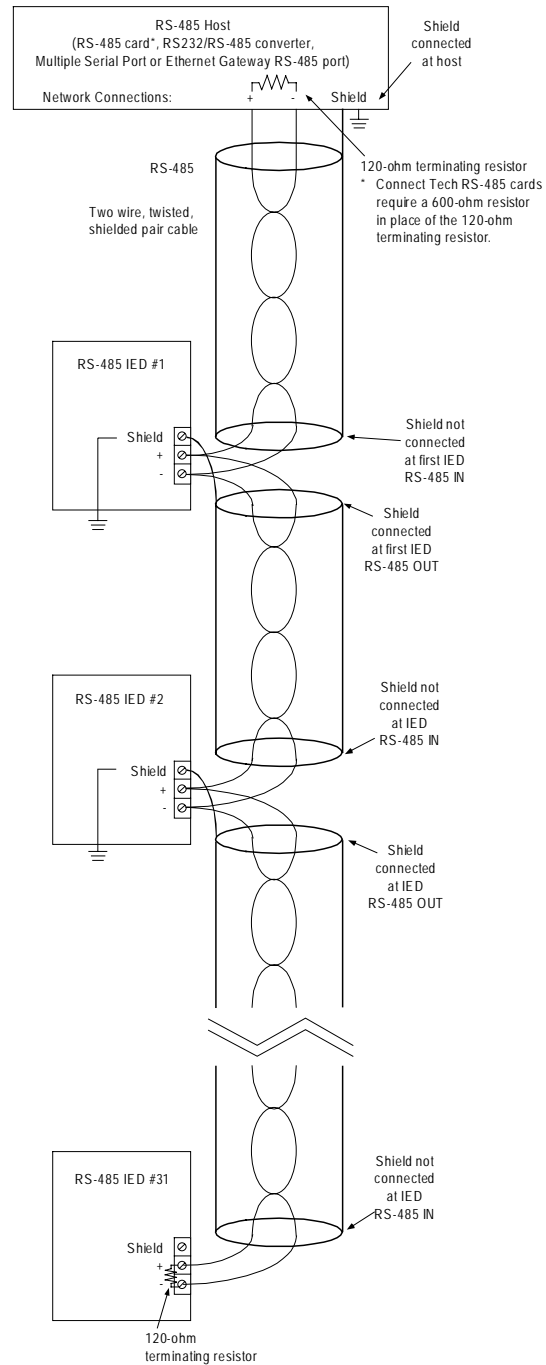 RS-485 Host
(RS-485 card*, RS232/RS-485 converter,
Multiple Serial Port or Ethernet Gateway RS-485 port)
Network Connections:
+
-
Shield
Shield
connected
at host
120-ohm terminating resistor
* Connect Tech RS-485 cards
require a 600-ohm resistor
in place of the 120-ohm
terminating resistor.
RS-485
Two wire, twisted,
shielded pair cable
RS-485 IED #1
Shield
+
-
Shield not
connected
at first IED
RS-485 IN
Shield
connected
at first IED
RS-485 OUT
RS-485 IED #2
Shield
+
-
Shield not
connected
at IED
RS-485 IN
Shield
connected
at IED
RS-485 OUT
RS-485 IED #31
Shield
+
-
Shield not
connected
at IED
RS-485 IN
120-ohm
terminating resistor